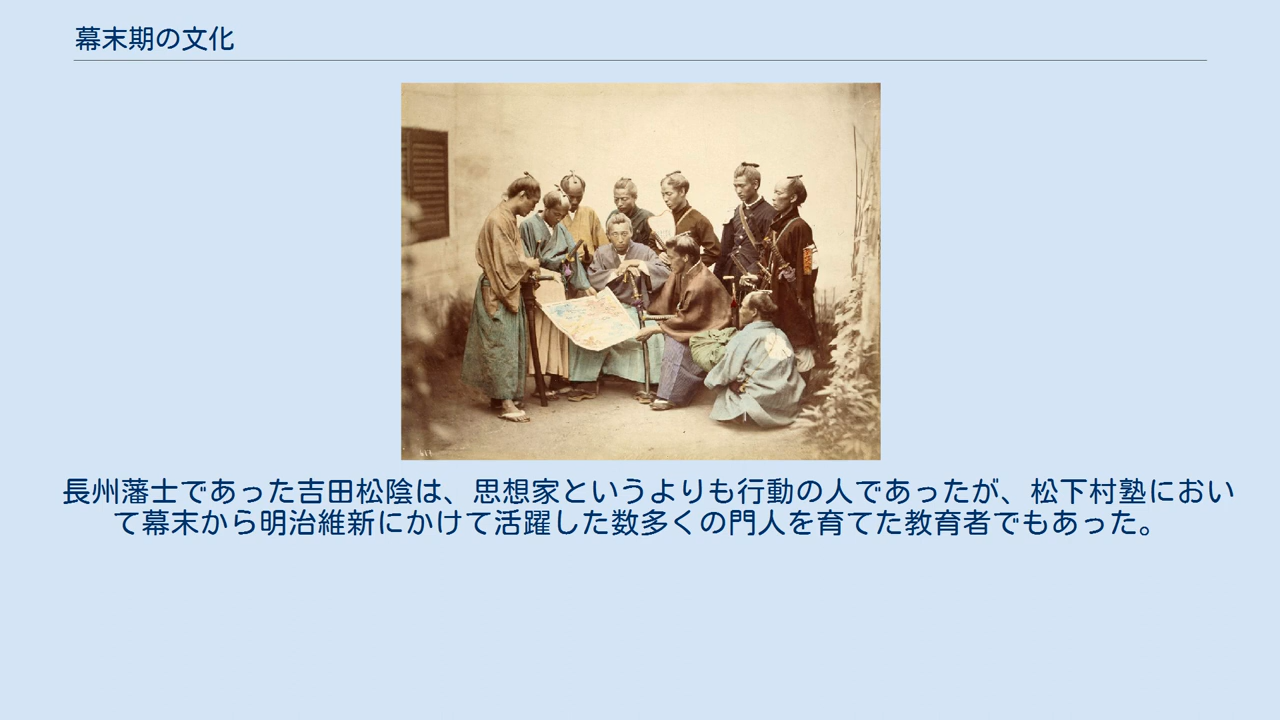 幕末期の文化
長州藩士であった吉田松陰は、思想家というよりも行動の人であったが、松下村塾におい
て幕末から明治維新にかけて活躍した数多くの門人を育てた教育者でもあった。